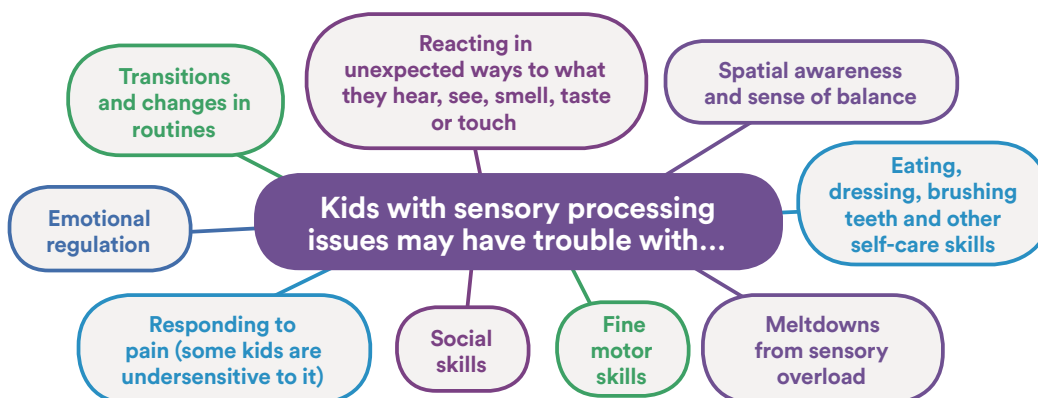 Reacting in
unexpected ways to what
they hear, see, smell, taste
or touch
Transitions
and changes in
routines
Spatial awareness
and sense of balance
Eating,
dressing, brushing
teeth and other
self-care skills
Kids with sensory processing
issues may have trouble with...
Emotional
regulation
Responding to
pain (some kids are
undersensitive to it)
Social
skills
Fine
motor
skills
Meltdowns
from sensory
overload